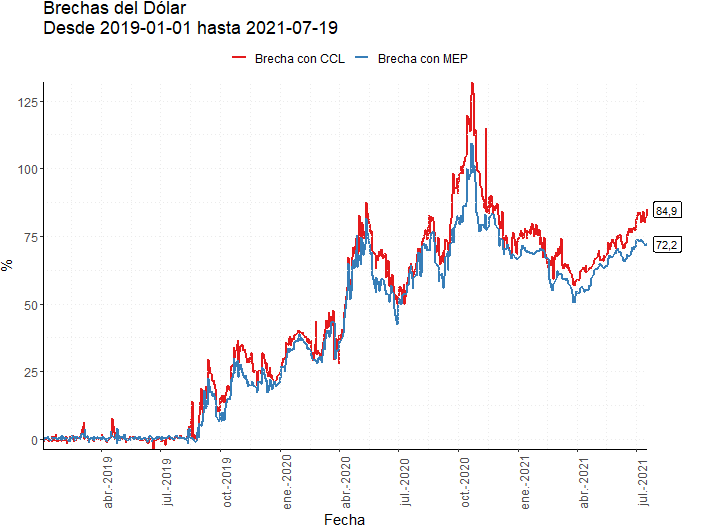 Brechas del Dólar
Desde 2019-01-01 hasta 2021-07-19
Brecha con CCL
Brecha con MEP
125
100
75
50
25
0
%
84,9
72,2
abr.-2019
jul.-2019
oct.-2019
ene.-2020
abr.-2020
jul.-2020
oct.-2020
ene.-2021
abr.-2021
jul.-2021
Fecha